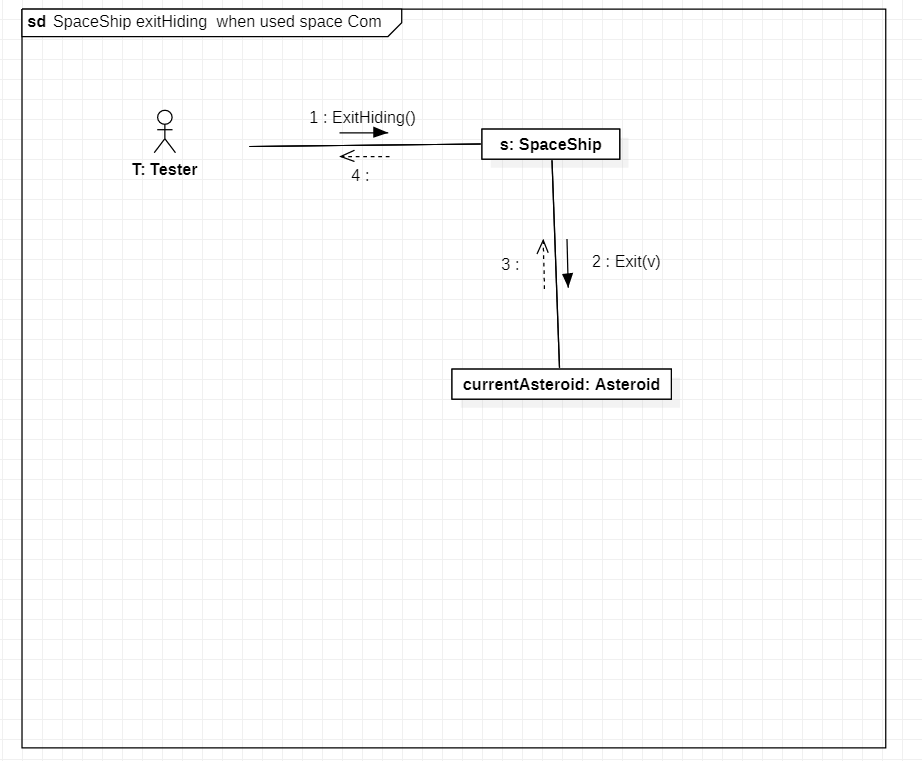 sd SpaceShip exitHiding  when used space Com
1 : ExitHiding()
s: SpaceShip
T: Tester
4 :
3 :
2 : Exit(v)
currentAsteroid: Asteroid